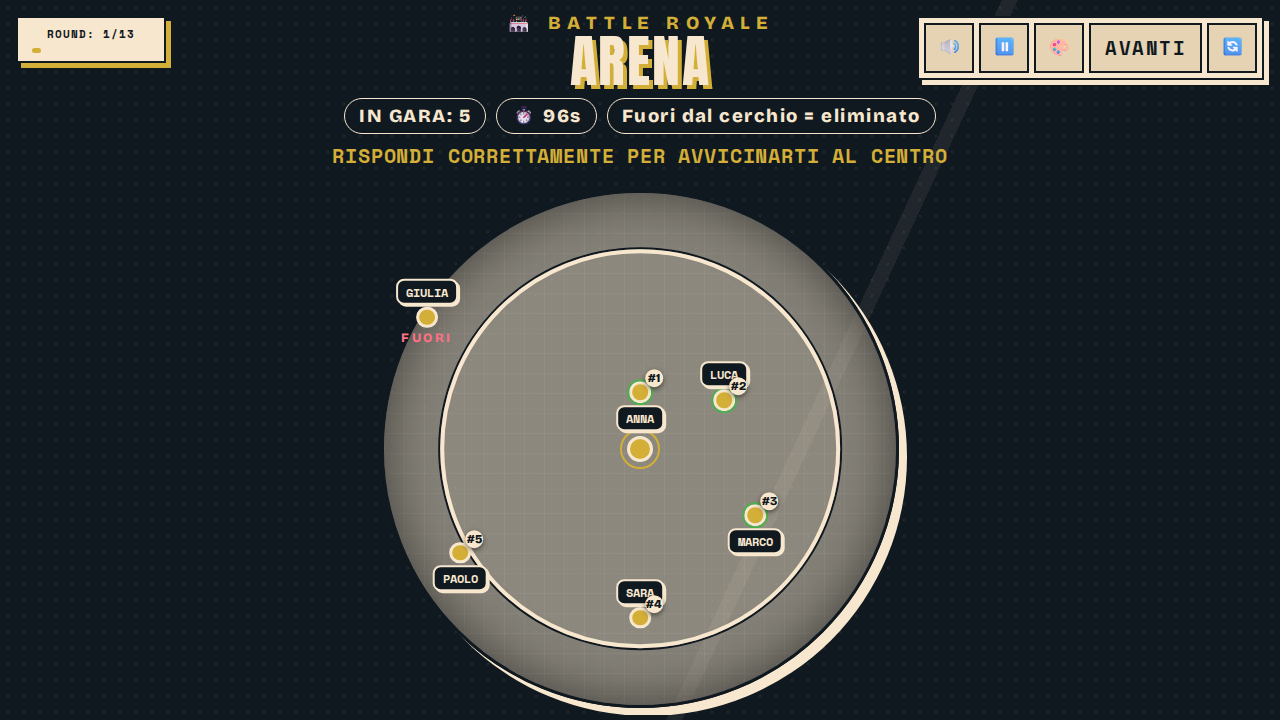 ROUND: 1/13
BATTLE ROYALE
ARENA
AVANTI
IN GARA: 5
96s
Fuori dal cerchio = eliminato
RISPONDI CORRETTAMENTE PER AVVICINARTI AL CENTRO
GIULIA
FUORI
#1
ANNA
LUCA
#2
#3
MARCO
#5
PAOLO
SARA
#4